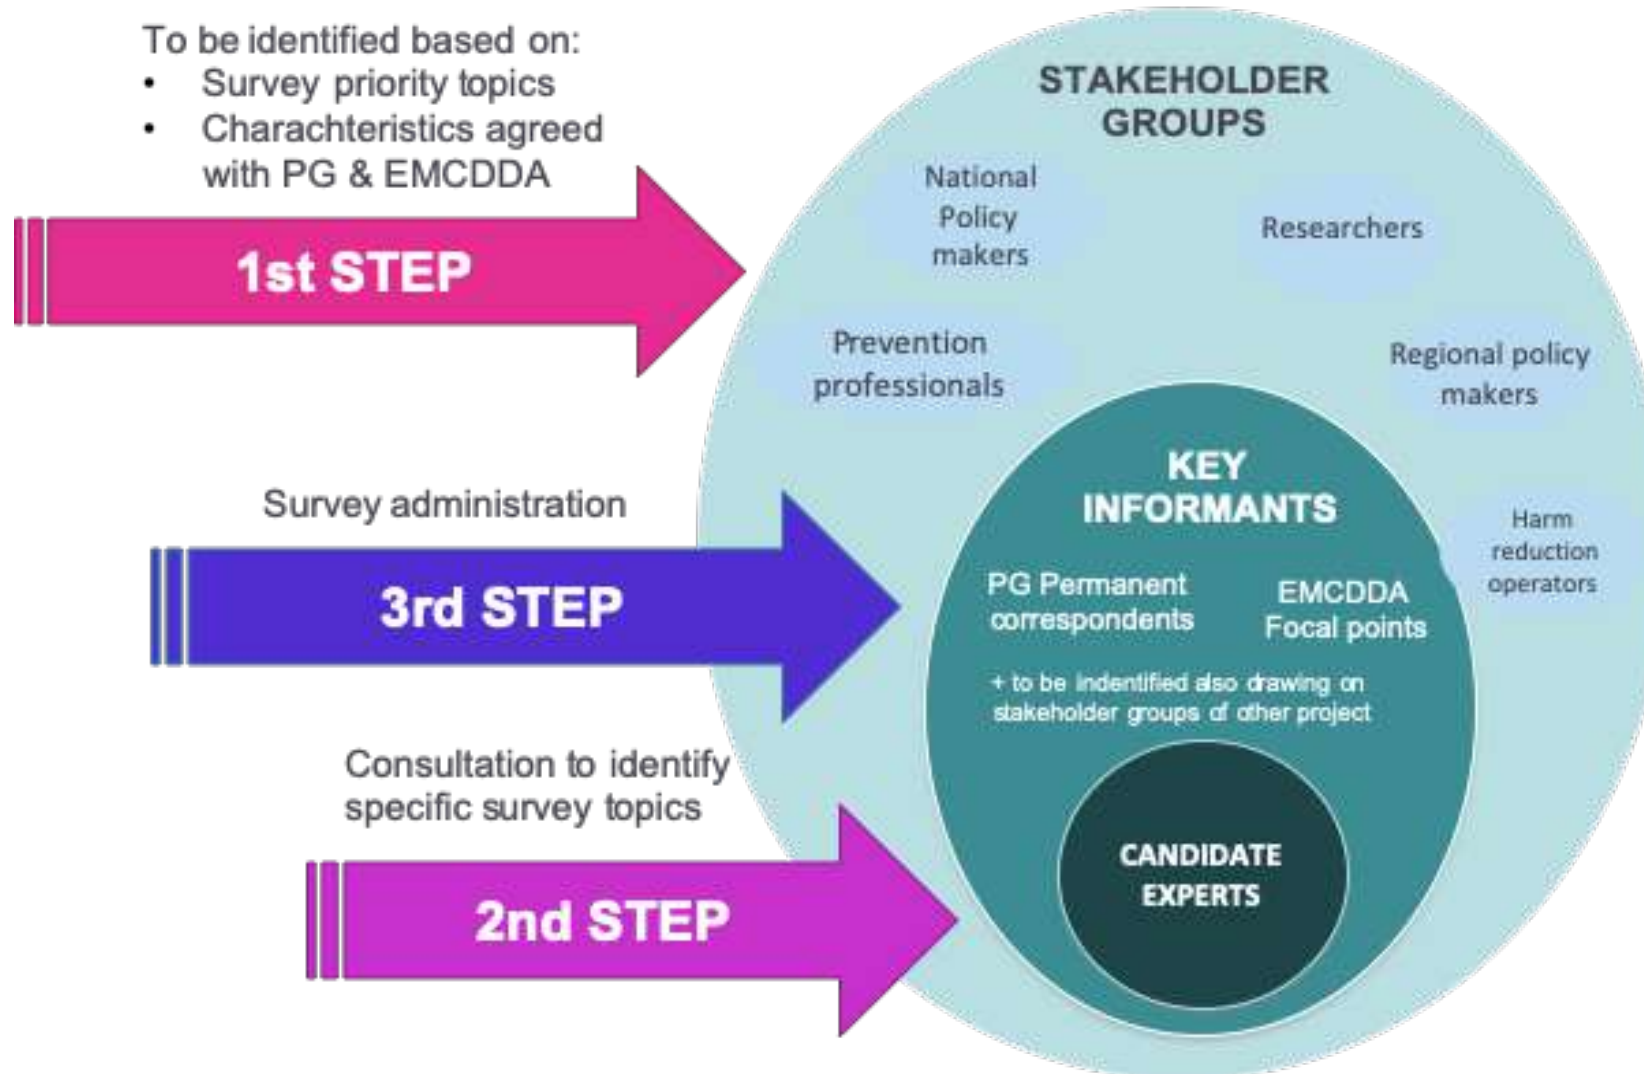 To be identified based on:
• Survey priority topics
• Charachteristics agreed
with PG & EMCDDA
1st STEP
Survey administration
3rd STEP
Consultation to identify
specific survey topics
2nd STEP
STAKEHOLDER
GROUPS
National
Policy
makers
Researchers
Prevention
professionals
Regional policy
makers
Harm
reduction
operators
KEY
INFORMANTS
PG Permanent
correspondents
EMCDDA
Focal points
+ to be indentified also drawing on
stakeholder groups of other project
CANDIDATE
EXPERTS